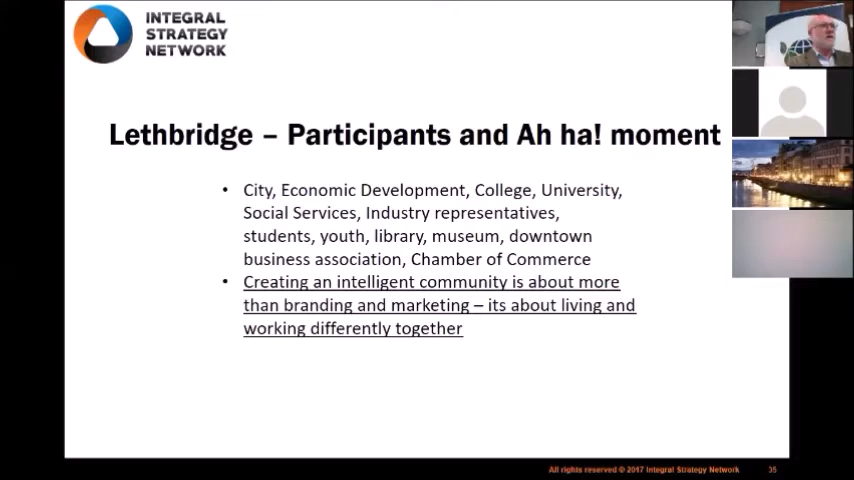 INTEGRAL
STRATEGY
NETWORK
Lethbridge – Participants and Ah ha! moment
• City, Economic Development, College, University,
Social Services, Industry representatives,
students, youth, library, museum, downtown
business association, Chamber of Commerce
• Creating an intelligent community is about more
than branding and marketing – its about living and
working differently together
All rights reserved © 2017 Integral Strategy Network 35